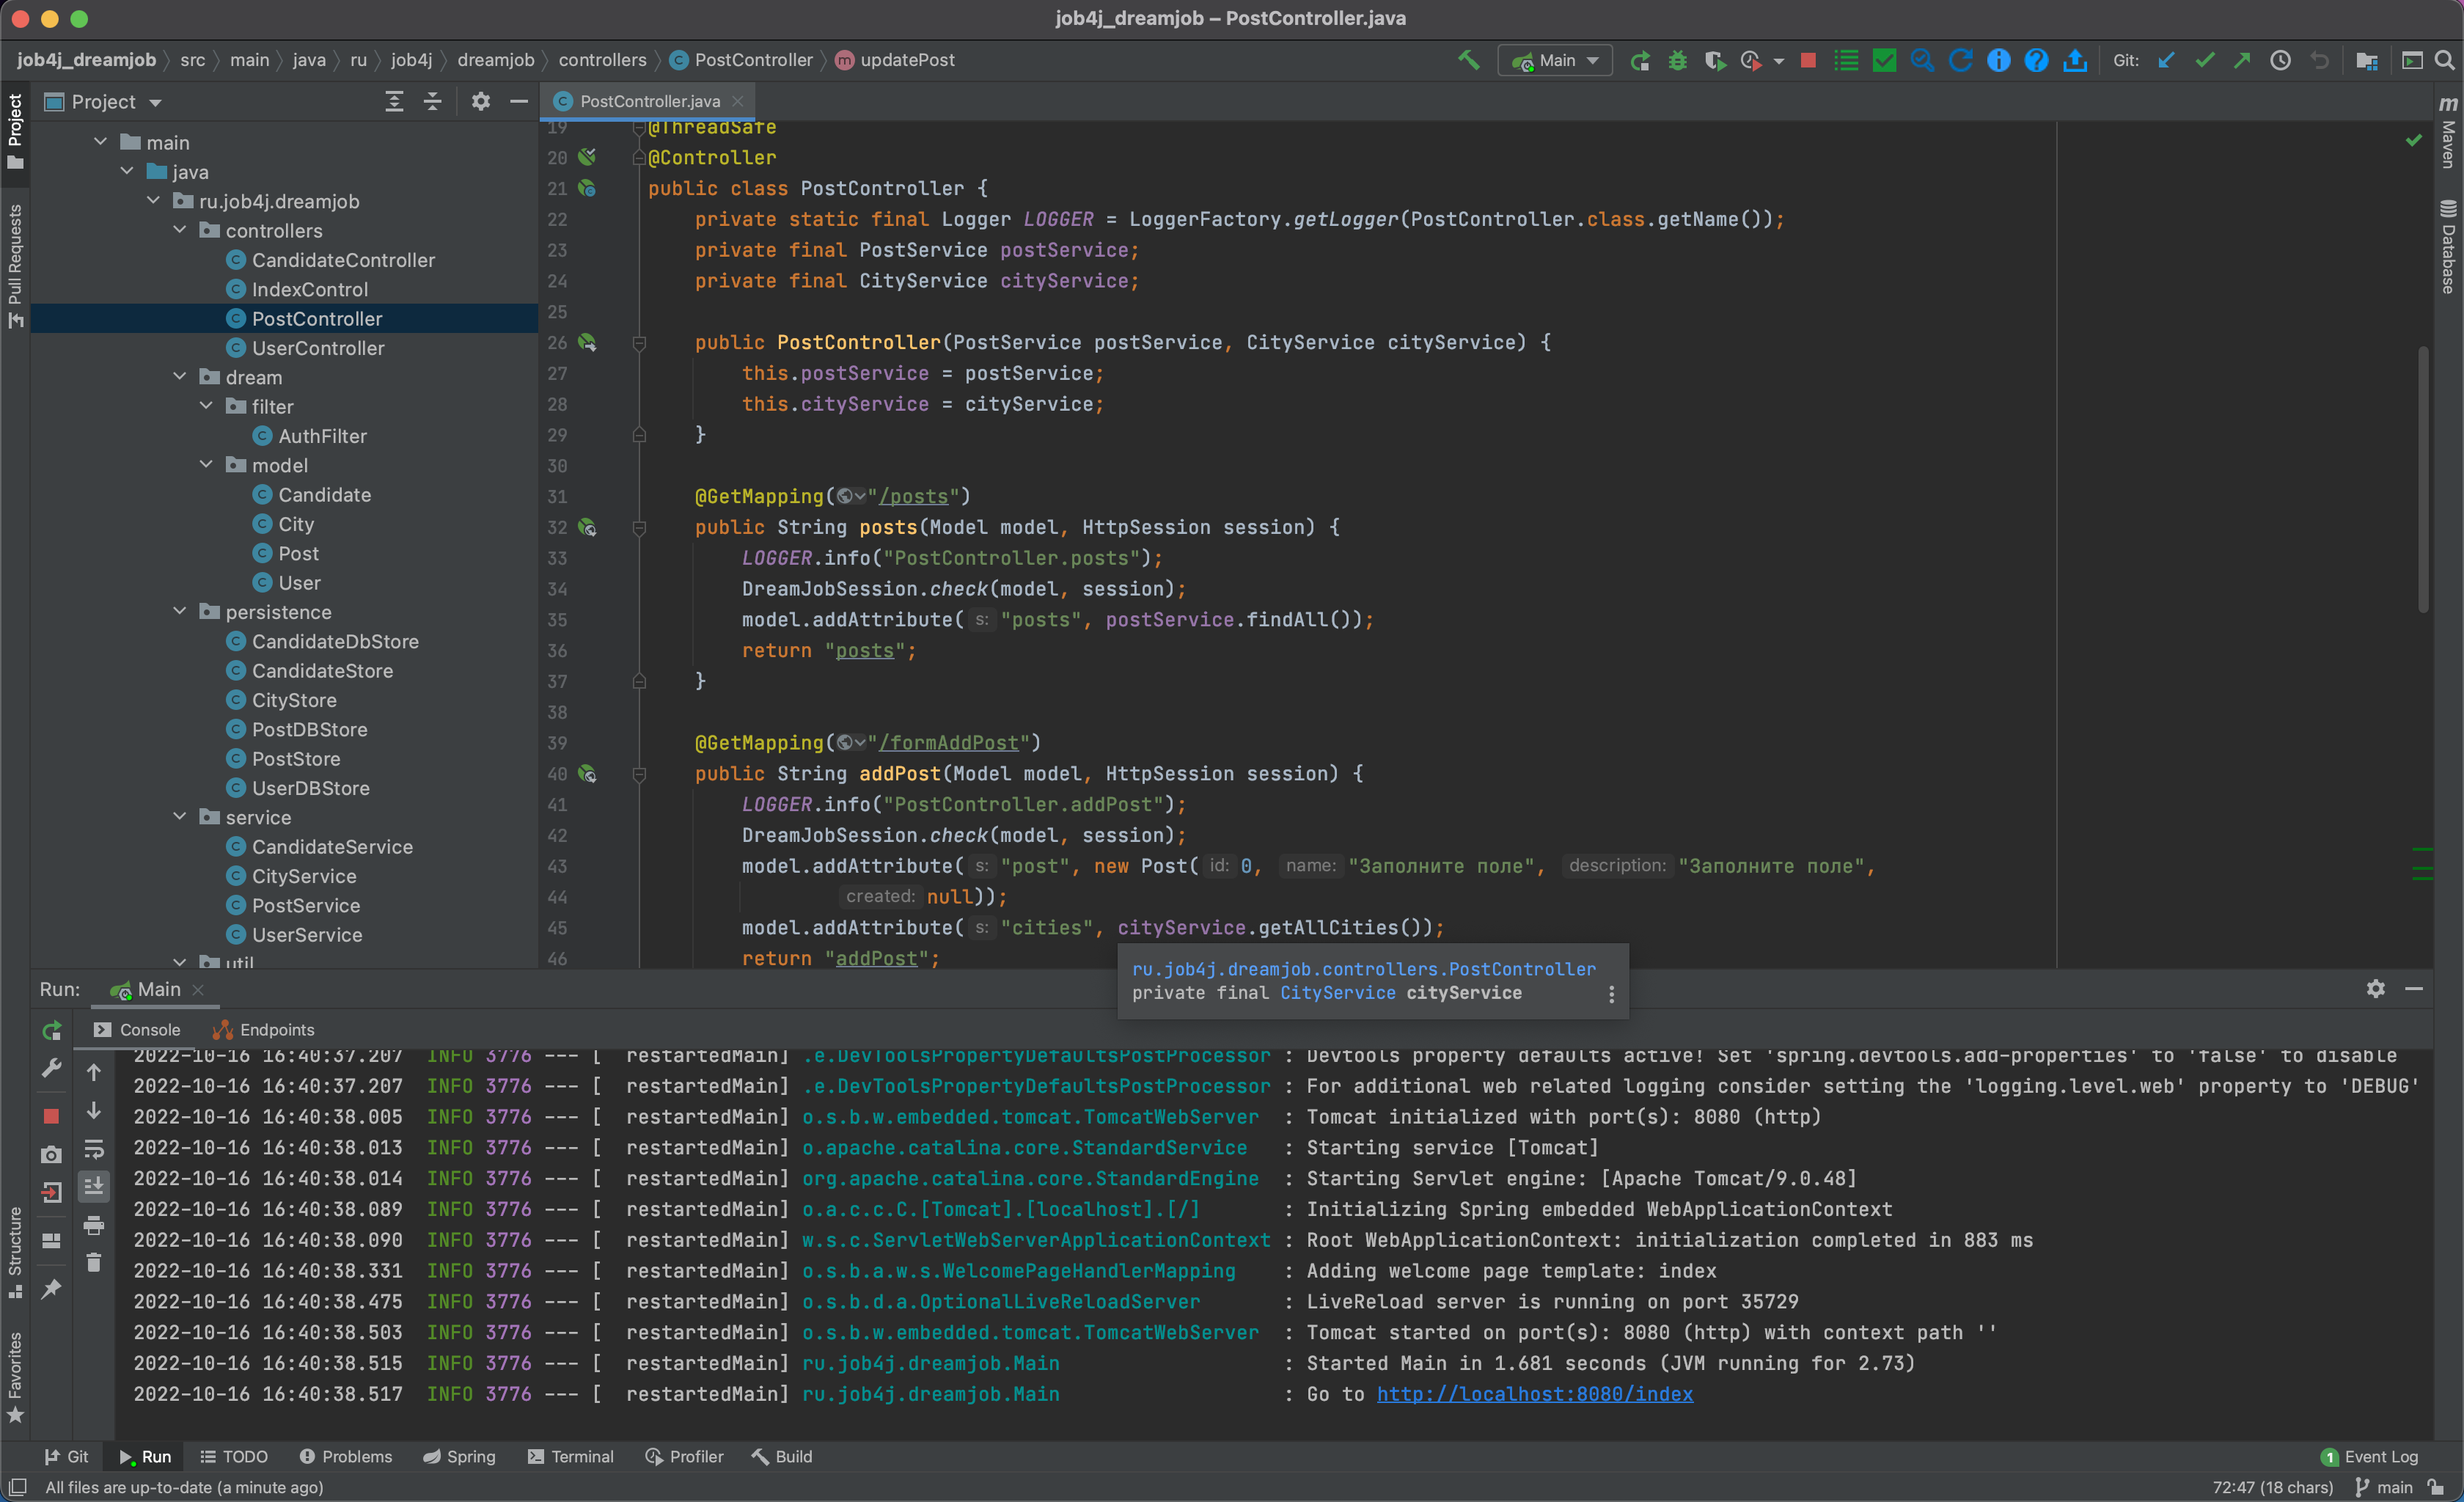 job4j_dreamjob – PostController.java
job4j_dreamjob src main java ru job4j dreamjob controllers PostController updatePost Main Git:
Project
PostController.java
Project
Pull Requests
Structure
Favorites
main
java
ru.job4j.dreamjob
controllers
CandidateController
IndexControl
PostController
UserController
dream
filter
AuthFilter
model
Candidate
City
Post
User
persistence
CandidateDbStore
CandidateStore
CityStore
PostDBStore
PostStore
UserDBStore
service
CandidateService
CityService
PostService
UserService
util
19 @ThreadSafe
20 @Controller
21 public class PostController {
22 private static final Logger LOGGER = LoggerFactory.getLogger(PostController.class.getName());
23 private final PostService postService;
24 private final CityService cityService;
25
26 public PostController(PostService postService, CityService cityService) {
27 this.postService = postService;
28 this.cityService = cityService;
29 }
30
31 @GetMapping("/posts")
32 public String posts(Model model, HttpSession session) {
33 LOGGER.info("PostController.posts");
34 DreamJobSession.check(model, session);
35 model.addAttribute( s: "posts", postService.findAll());
36 return "posts";
37 }
38
39 @GetMapping("/formAddPost")
40 public String addPost(Model model, HttpSession session) {
41 LOGGER.info("PostController.addPost");
42 DreamJobSession.check(model, session);
43 model.addAttribute( s: "post", new Post( id: 0, name: "Заполните поле", description: "Заполните поле",
44 created: null));
45 model.addAttribute( s: "cities", cityService.getAllCities());
46 return "addPost";
ru.job4j.dreamjob.controllers.PostController
private final CityService cityService
m
Maven
Database
Run: Main
Console Endpoints
2022-10-16 16:40:37.207 INFO 3776 --- [ restartedMain] .e.DevToolsPropertyDefaultsPostProcessor : Devtools property defaults active! Set 'spring.devtools.add-properties' to 'false' to disable
2022-10-16 16:40:37.207 INFO 3776 --- [ restartedMain] .e.DevToolsPropertyDefaultsPostProcessor : For additional web related logging consider setting the 'logging.level.web' property to 'DEBUG'
2022-10-16 16:40:38.005 INFO 3776 --- [ restartedMain] o.s.b.w.embedded.tomcat.TomcatWebServer : Tomcat initialized with port(s): 8080 (http)
2022-10-16 16:40:38.013 INFO 3776 --- [ restartedMain] o.apache.catalina.core.StandardService : Starting service [Tomcat]
2022-10-16 16:40:38.014 INFO 3776 --- [ restartedMain] org.apache.catalina.core.StandardEngine : Starting Servlet engine: [Apache Tomcat/9.0.48]
2022-10-16 16:40:38.089 INFO 3776 --- [ restartedMain] o.a.c.c.C.[Tomcat].[localhost].[/] : Initializing Spring embedded WebApplicationContext
2022-10-16 16:40:38.090 INFO 3776 --- [ restartedMain] w.s.c.ServletWebServerApplicationContext : Root WebApplicationContext: initialization completed in 883 ms
2022-10-16 16:40:38.331 INFO 3776 --- [ restartedMain] o.s.b.a.w.s.WelcomePageHandlerMapping : Adding welcome page template: index
2022-10-16 16:40:38.475 INFO 3776 --- [ restartedMain] o.s.b.d.a.OptionalLiveReloadServer : LiveReload server is running on port 35729
2022-10-16 16:40:38.503 INFO 3776 --- [ restartedMain] o.s.b.w.embedded.tomcat.TomcatWebServer : Tomcat started on port(s): 8080 (http) with context path ''
2022-10-16 16:40:38.515 INFO 3776 --- [ restartedMain] ru.job4j.dreamjob.Main : Started Main in 1.681 seconds (JVM running for 2.73)
2022-10-16 16:40:38.517 INFO 3776 --- [ restartedMain] ru.job4j.dreamjob.Main : Go to http://localhost:8080/index
Git Run TODO Problems Spring Terminal Profiler Build 1 Event Log
All files are up-to-date (a minute ago) 72:47 (18 chars) main